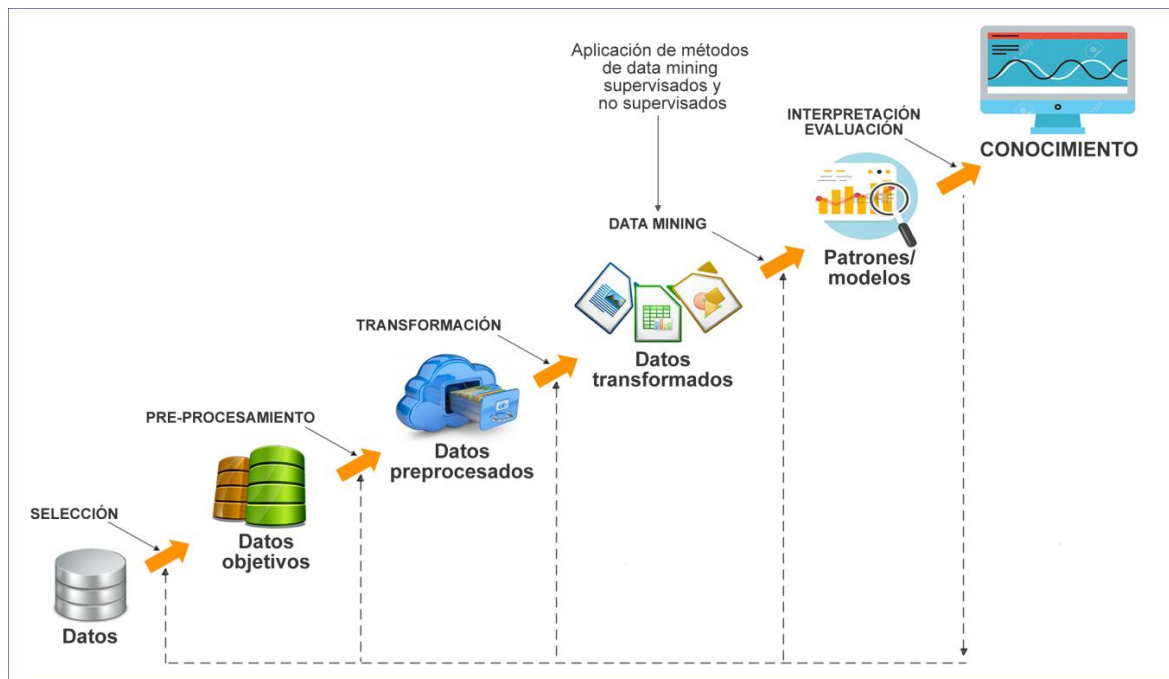 Aplicación de métodos
de data mining
supervisados y
no supervisados
INTERPRETACIÓN
EVALUACIÓN
CONOCIMIENTO
DATA MINING
Patrones/
modelos
TRANSFORMACIÓN
Datos
transformados
PRE-PROCESAMIENTO
Datos
preprocesados
SELECCIÓN
Datos
objetivos
Datos